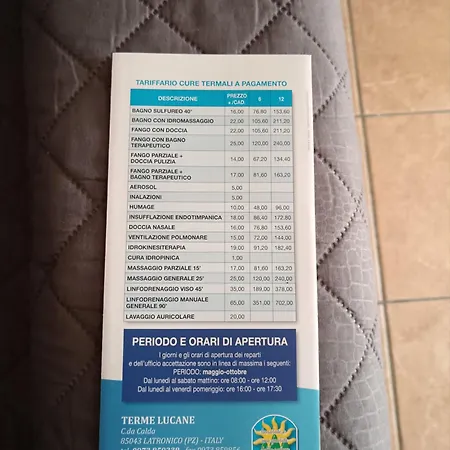 TARIFFARIO CURE TERMALI A PAGAMENTO
DESCRIZIONE PREZZO € /CAD. 6 12
BAGNO SULFUREO 40' 16,00 76,80 153,60
BAGNO CON IDROMASSAGGIO 22,00 105,60 211,20
FANGO CON DOCCIA 22,00 105,60 211,20
FANGO CON BAGNO TERAPEUTICO 25,00 120,00 240,00
FANGO PARZIALE + DOCCIA PULIZIA 14,00 67,20 134,40
FANGO PARZIALE + BAGNO TERAPEUTICO 17,00 81,60 163,20
AEROSOL 5,00
INALAZIONI 5,00
HUMAGE 10,00 48,00 96,00
INSUFFLAZIONE ENDOTIMPANICA 18,00 86,40 172,80
DOCCIA NASALE 16,00 76,80 153,60
VENTILAZIONE POLMONARE 15,00 72,00 144,00
IDROKINESITERAPIA 19,00 91,20 182,40
CURA IDROPINICA 1,00
MASSAGGIO PARZIALE 15' 17,00 81,60 163,20
MASSAGGIO GENERALE 25' 25,00 120,00 240,00
LINFODRENAGGIO VISO 45' 35,00 189,00 378,00
LINFODRENAGGIO MANUALE GENERALE 90' 65,00 351,00 702,00
LAVAGGIO AURICOLARE 20,00
PERIODO E ORARI DI APERTURA
I giorni e gli orari di apertura dei reparti
e dell'ufficio accettazione sono in linea di massima i seguenti:
PERIODO: maggio-ottobre
Dal lunedì al sabato mattino: ore 08:00 - ore 12:00
Dal lunedì al venerdì pomeriggio: ore 16:00 - ore 17:30
TERME LUCANE
C.da Calda
85043 LATRONICO (PZ) - ITALY